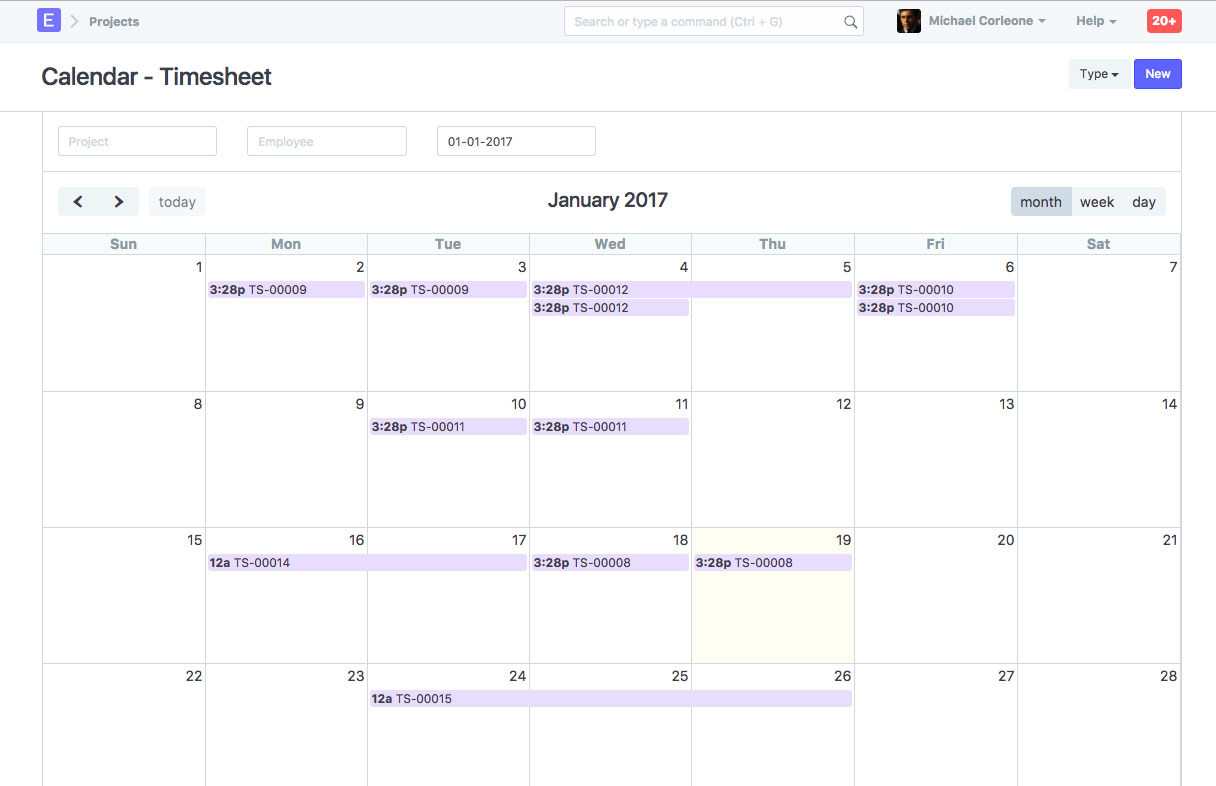 E Projects Search or type a command (Ctrl + G) Michael Corleone Help 20+
Calendar - Timesheet Type New
Project Employee 01-01-2017
today January 2017 month week day
Sun Mon Tue Wed Thu Fri Sat
1 2 3 4 5 6 7
3:28p TS-00009 3:28p TS-00009 3:28p TS-00012 3:28p TS-00010
3:28p TS-00012 3:28p TS-00010
8 9 10 11 12 13 14
3:28p TS-00011 3:28p TS-00011
15 16 17 18 19 20 21
12a TS-00014 3:28p TS-00008 3:28p TS-00008
22 23 24 25 26 27 28
12a TS-00015